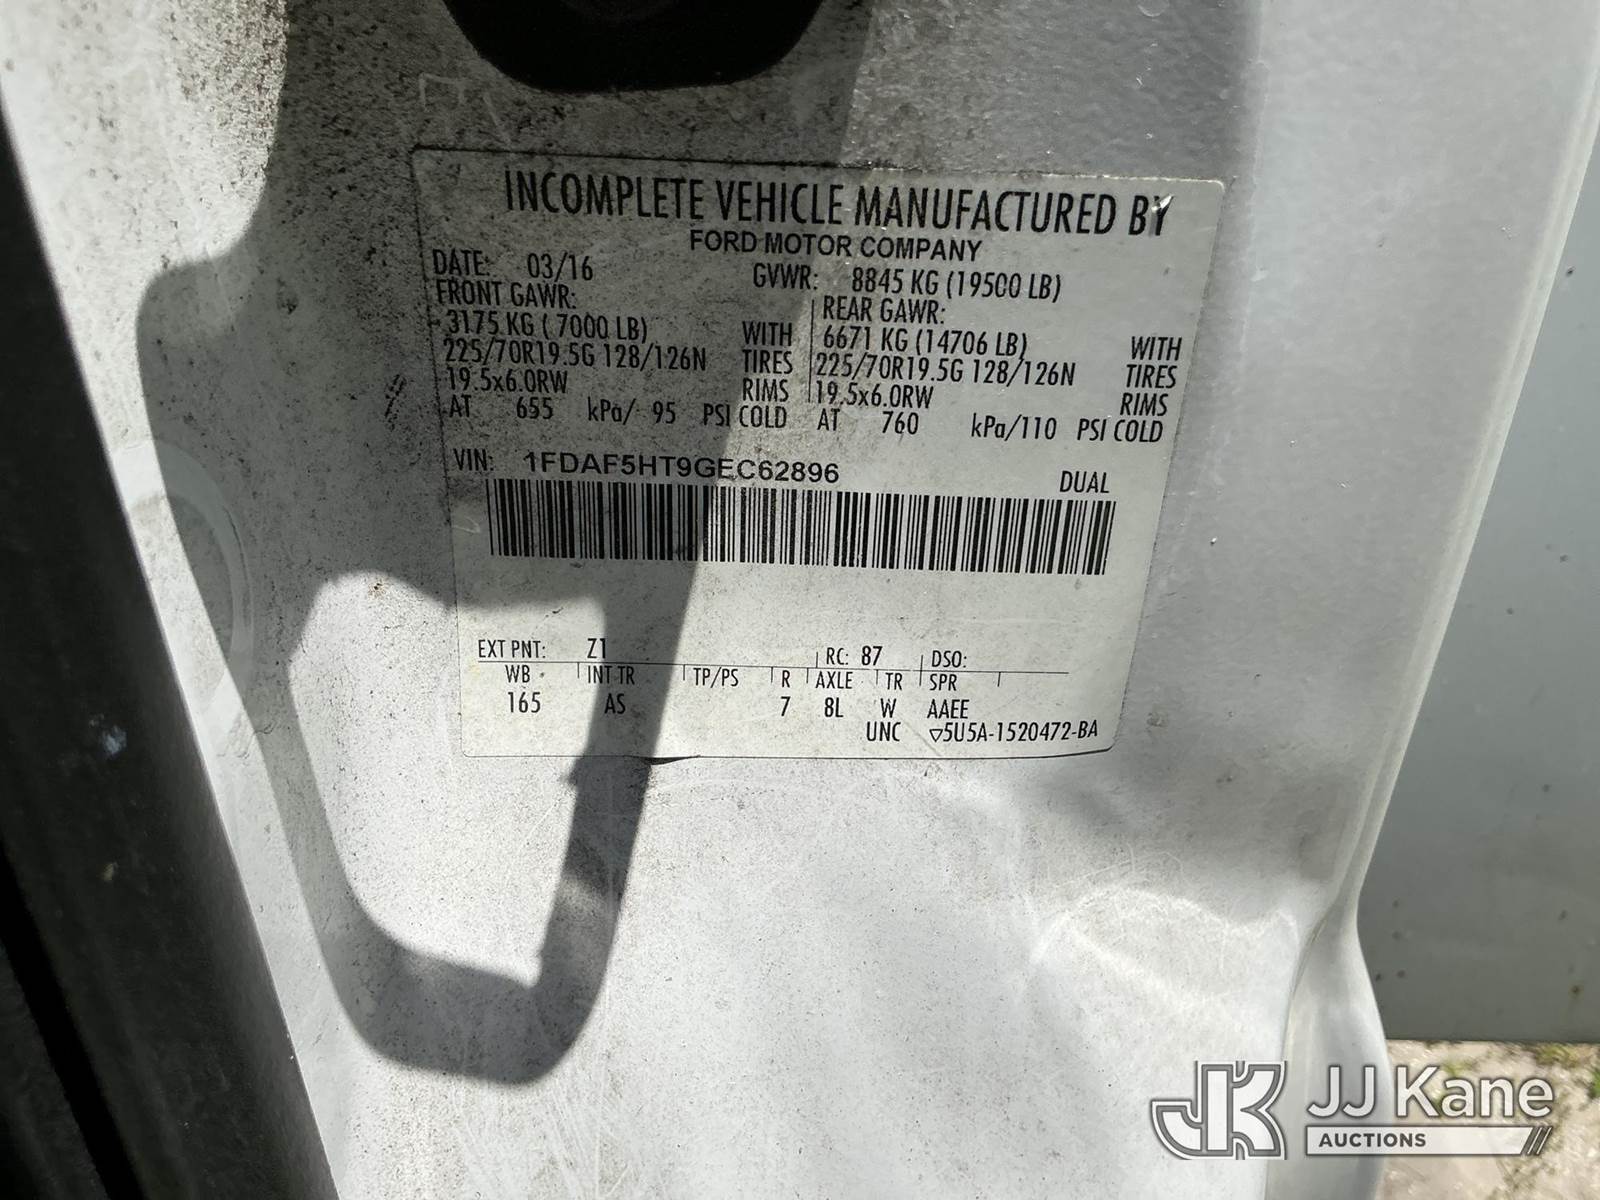 INCOMPLETE VEHICLE MANUFACTURED BY
FORD MOTOR COMPANY
DATE: 03/16 GVWR: 8845 KG (19500 LB)
FRONT GAWR: REAR GAWR:
3175 KG ( 7000 LB) WITH 6671 KG (14706 LB) WITH
225/70R19.5G 128/126N TIRES 225/70R19.5G 128/126N TIRES
19.5x6.0RW RIMS 19.5x6.0RW RIMS
AT 655 kPa/ 95 PSI COLD AT 760 kPa/110 PSI COLD
VIN: 1FDAF5HT9GEC62896 DUAL
EXT PNT: Z1 RC: 87 DSO:
WB INT TR TP/PS R AXLE TR SPR
165 AS 7 8L W AAEE
UNC ▽5U5A-1520472-BA
JK JJ Kane
AUCTIONS